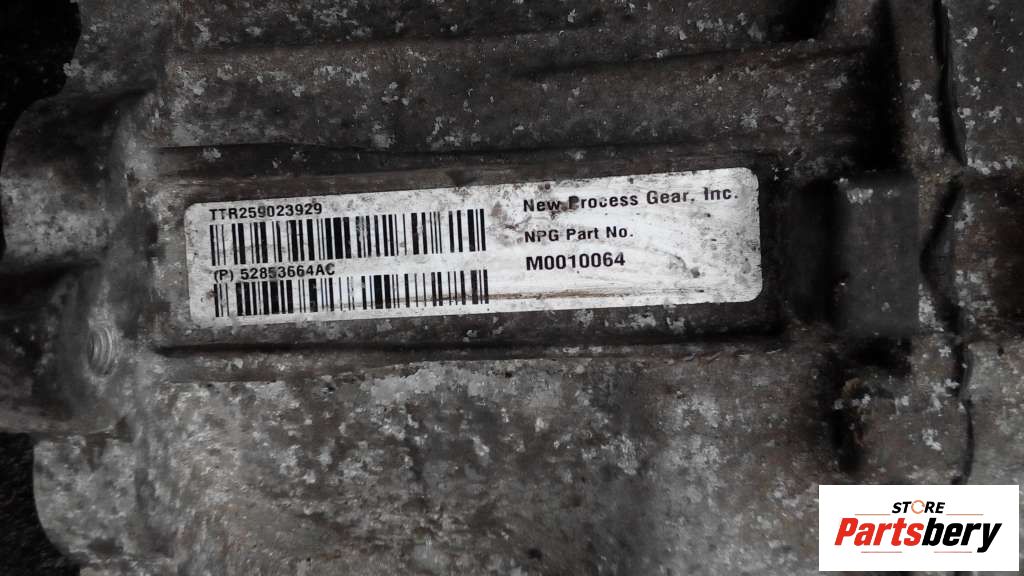 TTR259023929
(P) 52853664AC
New Process Gear, Inc.
NPG Part No.
M0010064
STORE
Partsbery